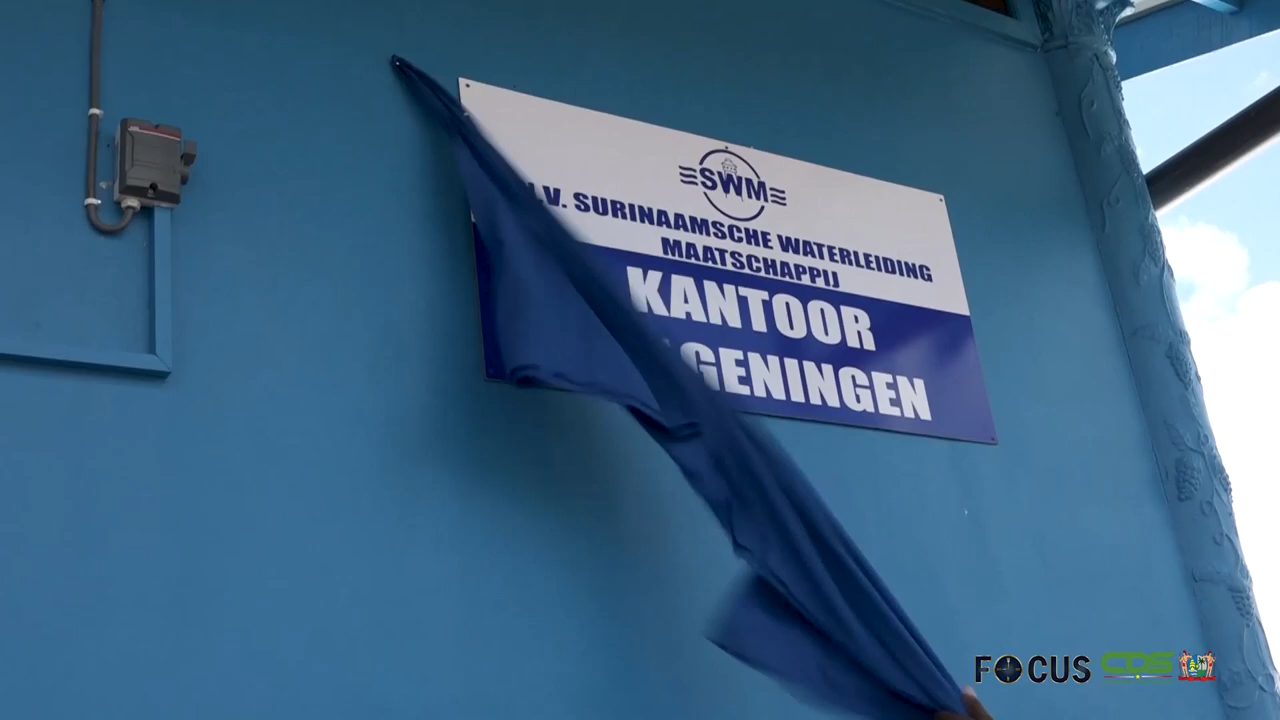 SWM
.V. SURINAAMSCHE WATERLEIDING
MAATSCHAPPIJ
KANTOOR
GENINGEN
FOCUS CDS